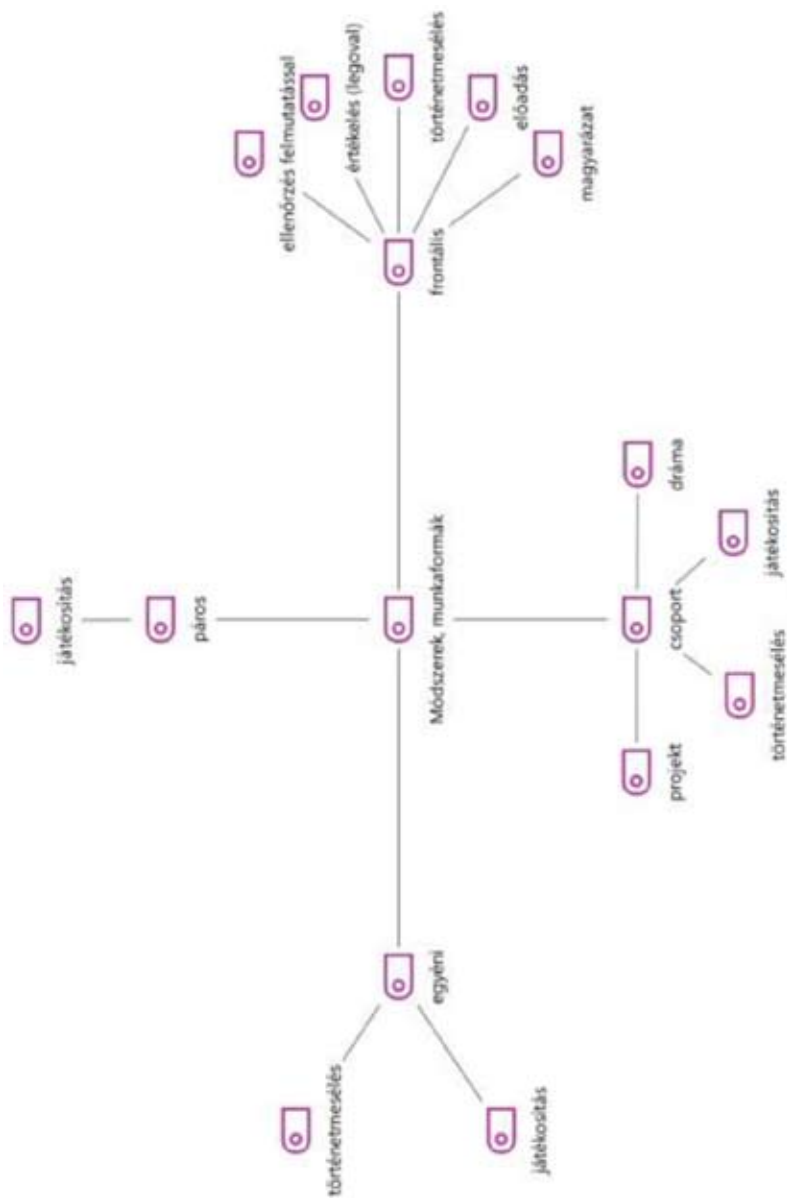 játékosítás
páros
Módszerek, munkaformák
egyéni
történetmesélés
játékosítás
frontális
ellenőrzés felmutatással
értékelés (legoval)
történetmesélés
előadás
magyarázat
csoport
projekt
történetmesélés
játékosítás
dráma